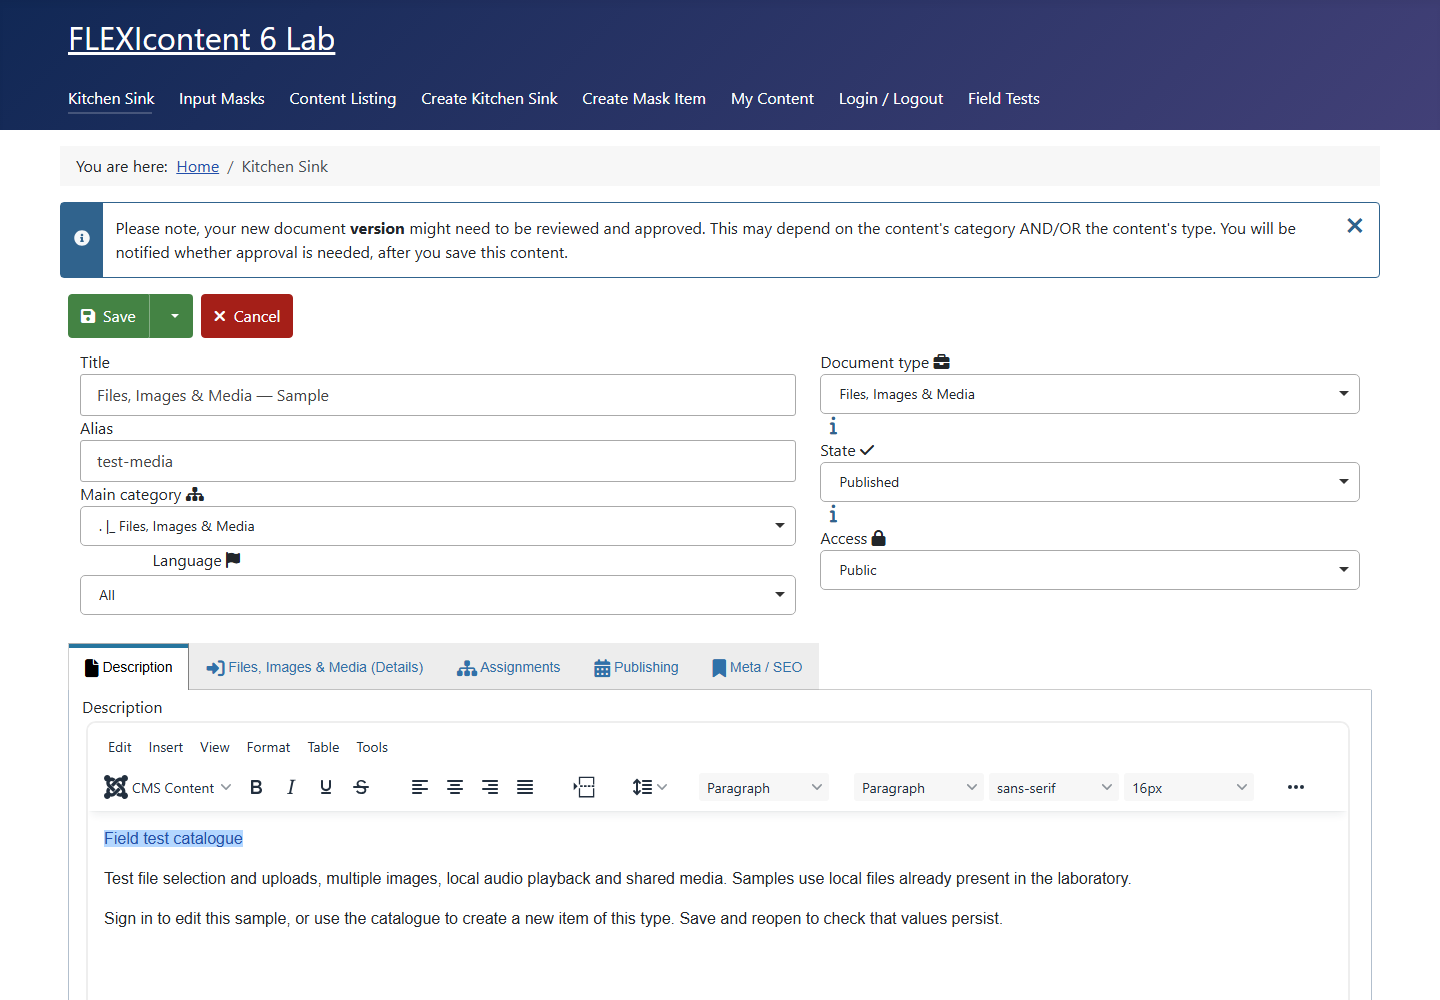 FLEXIcontent 6 Lab
Kitchen Sink Input Masks Content Listing Create Kitchen Sink Create Mask Item My Content Login / Logout Field Tests
You are here: Home / Kitchen Sink
Please note, your new document version might need to be reviewed and approved. This may depend on the content's category AND/OR the content's type. You will
notified whether approval is needed, after you save this content.
Save Cancel
Title
Files, Images & Media — Sample
Alias
test-media
Main category
. |_ Files, Images & Media
Language
All
Document type
Files, Images & Media
State
Published
Access
Public
Description Files, Images & Media (Details) Assignments Publishing Meta / SEO
Description
Edit Insert View Format Table Tools
CMS Content B I U S Paragraph Paragraph sans-serif 16px
Field test catalogue
Test file selection and uploads, multiple images, local audio playback and shared media. Samples use local files already present in the laboratory.
Sign in to edit this sample, or use the catalogue to create a new item of this type. Save and reopen to check that values persist.